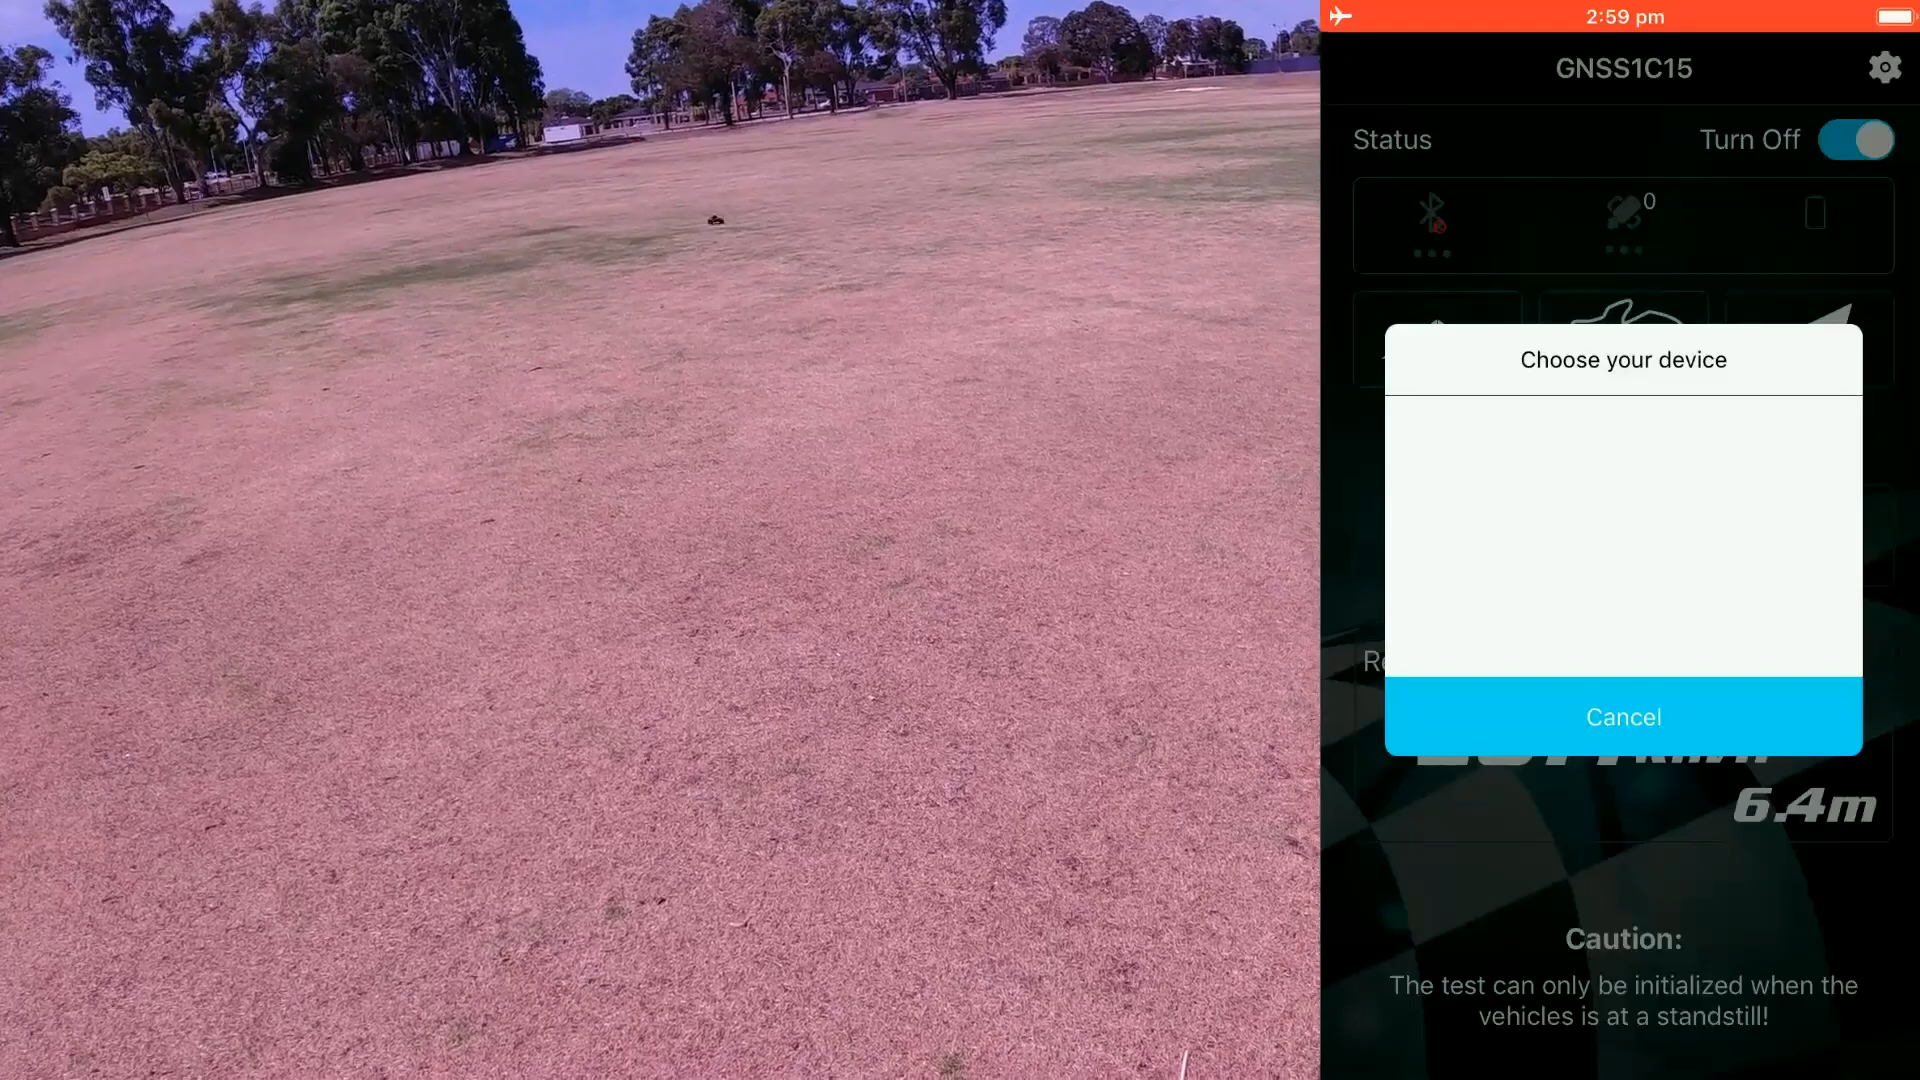 2:59 pm
GNSS1C15
Status
Turn Off
0
Choose your device
Cancel
6.4m
Caution:
The test can only be initialized when the
vehicles is at a standstill!